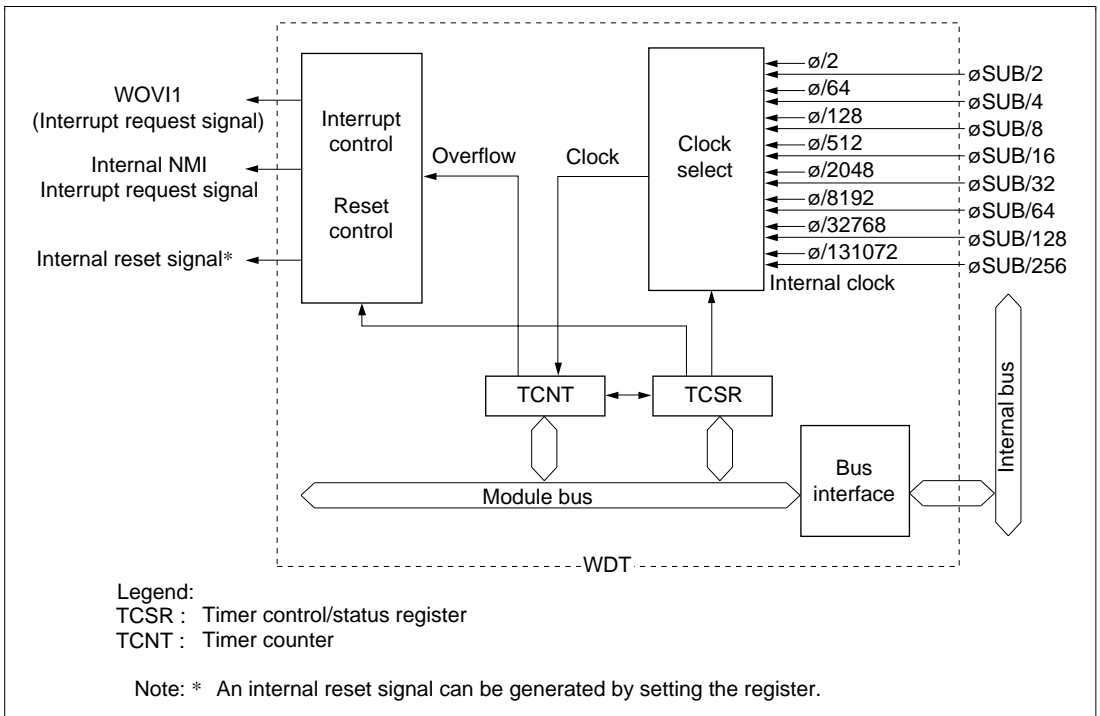 WOVI1
(Interrupt request signal)
Internal NMI
Interrupt request signal
Internal reset signal*
Interrupt
control
Reset
control
Overflow
Clock
Clock
select
ø/2
ø/64
ø/128
ø/512
ø/2048
ø/8192
ø/32768
ø/131072
Internal clock
øSUB/2
øSUB/4
øSUB/8
øSUB/16
øSUB/32
øSUB/64
øSUB/128
øSUB/256
TCNT
TCSR
Module bus
Bus
interface
Internal bus
WDT
Legend:
TCSR : Timer control/status register
TCNT : Timer counter
Note: * An internal reset signal can be generated by setting the register.